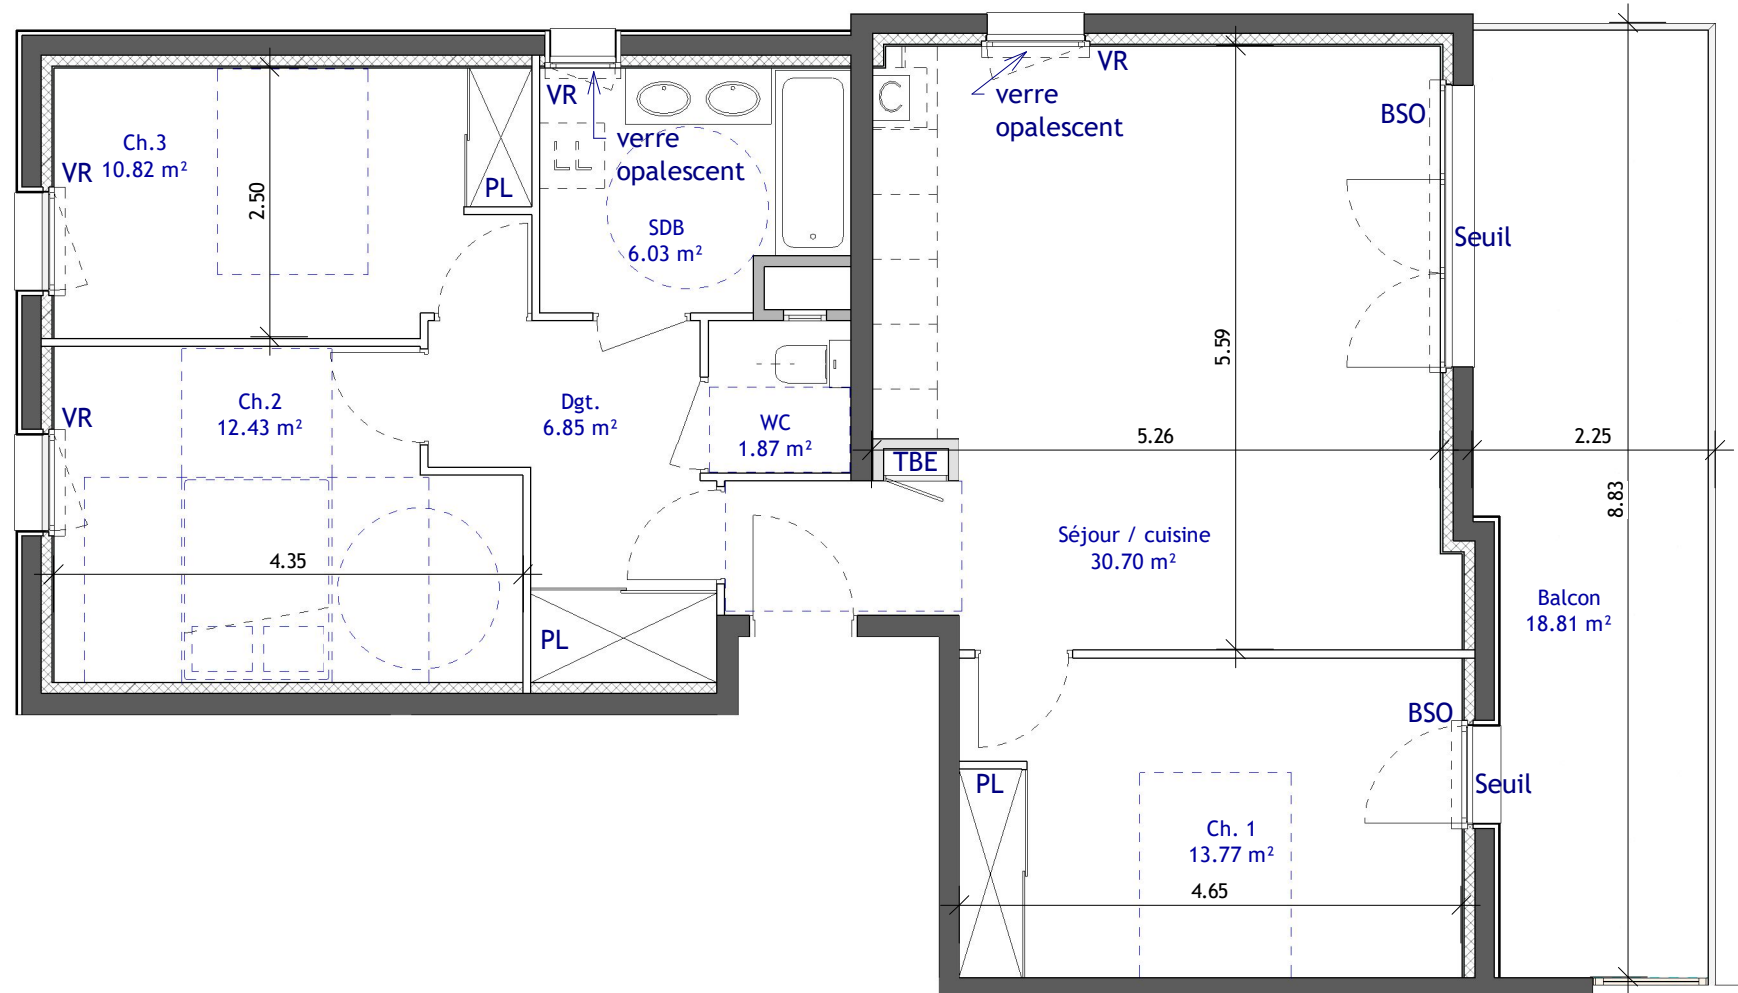 VR
verre
opalescent
BSO
Ch.3
10.82 m²
VR
2.50
PL
VR
verre
opalescent
SDB
6.03 m²
Seuil
5.59
Ch.2
12.43 m²
VR
Dgt.
6.85 m²
WC
1.87 m²
5.26
2.25
TBE
8.83
Séjour / cuisine
30.70 m²
4.35
Balcon
18.81 m²
PL
BSO
PL
Seuil
Ch. 1
13.77 m²
4.65